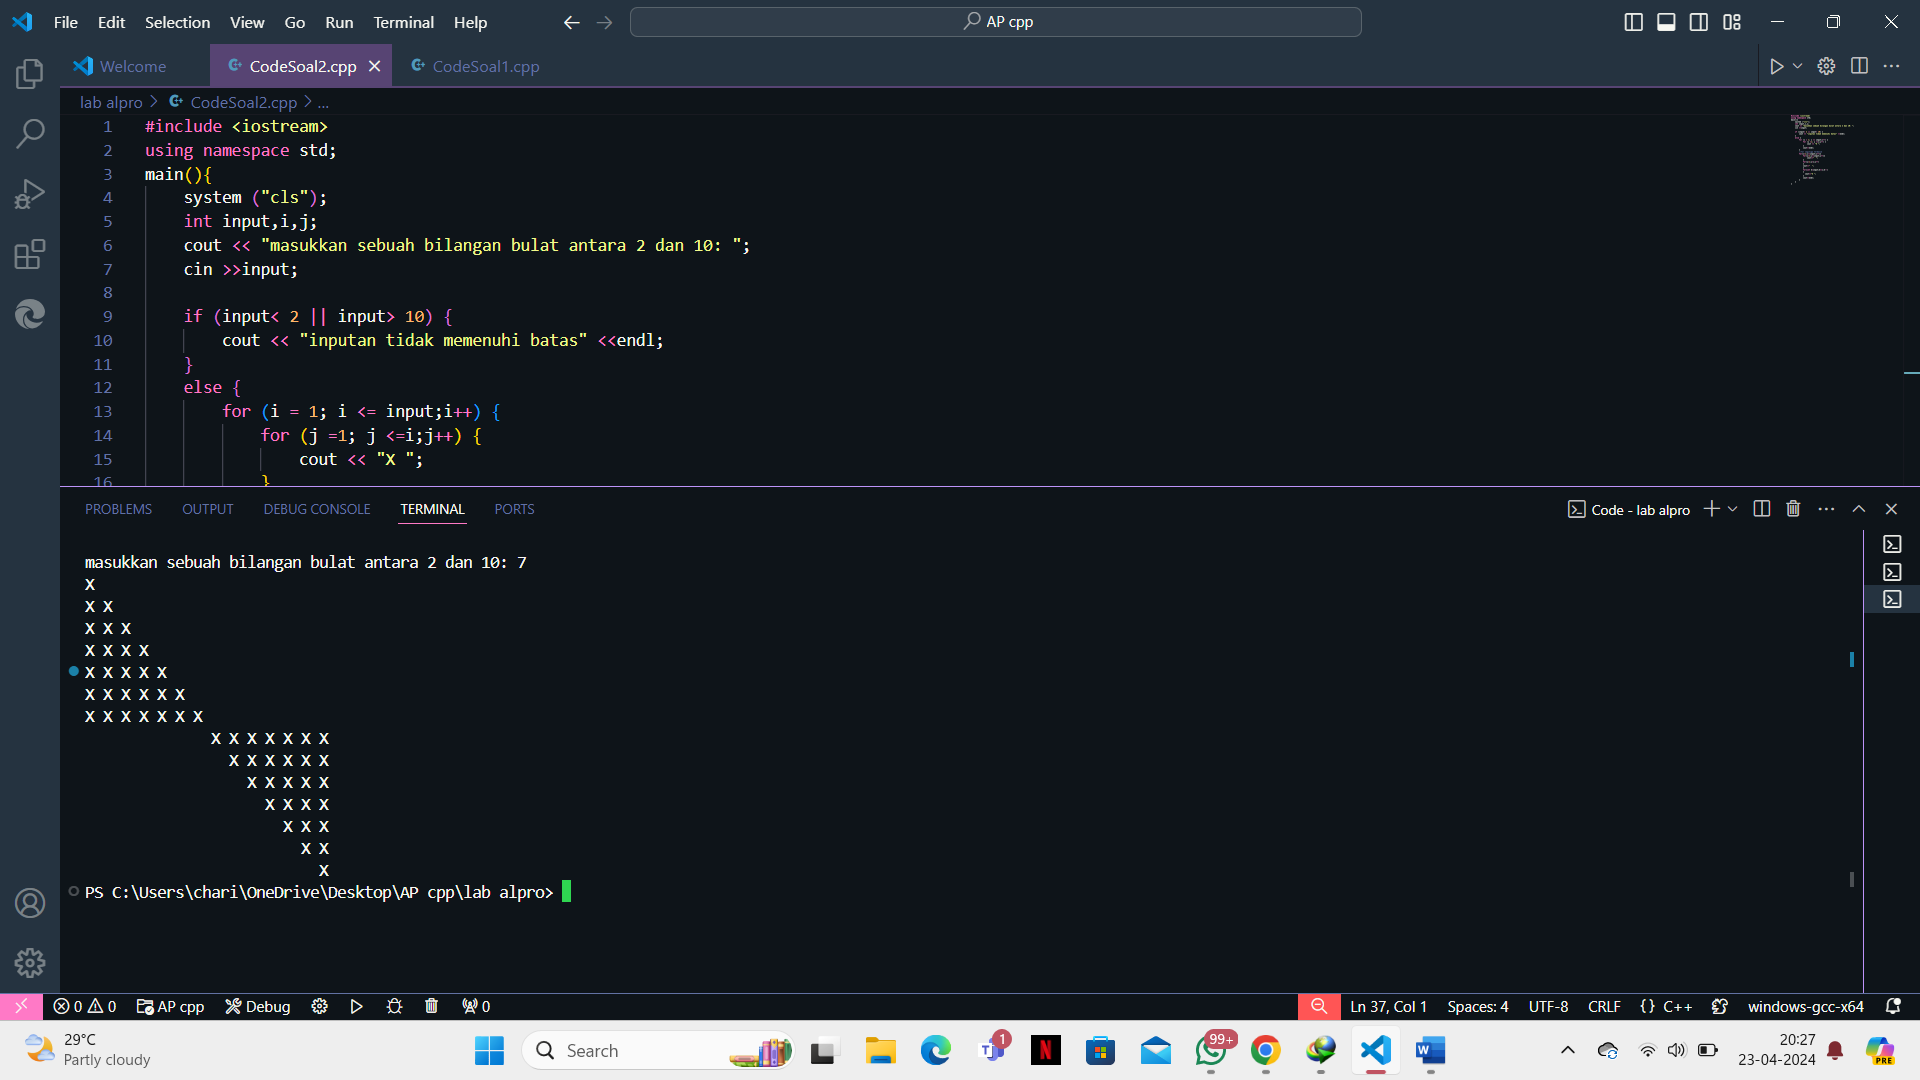 File Edit Selection View Go Run Terminal Help
AP cpp
Welcome CodeSoal2.cpp CodeSoal1.cpp
lab alpro > CodeSoal2.cpp > ...
1 #include <iostream>
2 using namespace std;
3 main(){
4 system ("cls");
5 int input,i,j;
6 cout << "masukkan sebuah bilangan bulat antara 2 dan 10: ";
7 cin >>input;
8
9 if (input< 2 || input> 10) {
10 cout << "inputan tidak memenuhi batas" <<endl;
11 }
12 else {
13 for (i = 1; i <= input;i++) {
14 for (j =1; j <=i;j++) {
15 cout << "X ";
16 }
PROBLEMS OUTPUT DEBUG CONSOLE TERMINAL PORTS
Code - lab alpro
masukkan sebuah bilangan bulat antara 2 dan 10: 7
X
X X
X X X
X X X X
X X X X X
X X X X X X
X X X X X X X
X X X X X X X
X X X X X X
X X X X X
X X X X
X X X
X X
X
PS C:\Users\chari\OneDrive\Desktop\AP cpp\lab alpro>
0 0 AP cpp Debug 0
Ln 37, Col 1 Spaces: 4 UTF-8 CRLF {} C++ windows-gcc-x64
29°C
Partly cloudy
Search
1
99+
20:27
23-04-2024
PRE